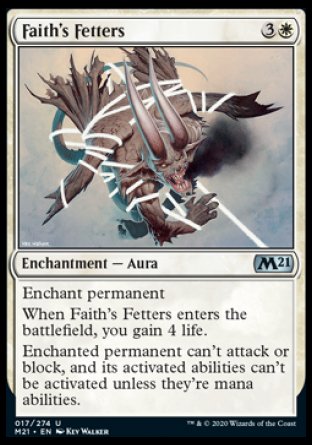 Faith's Fetters 3
Enchantment — Aura M21
Enchant permanent
When Faith's Fetters enters the
battlefield, you gain 4 life.
Enchanted permanent can't attack or
block, and its activated abilities can't
be activated unless they're mana
abilities.
017/274 U
M21 • EN Kev Walker ™ & © 2020 Wizards of the Coast